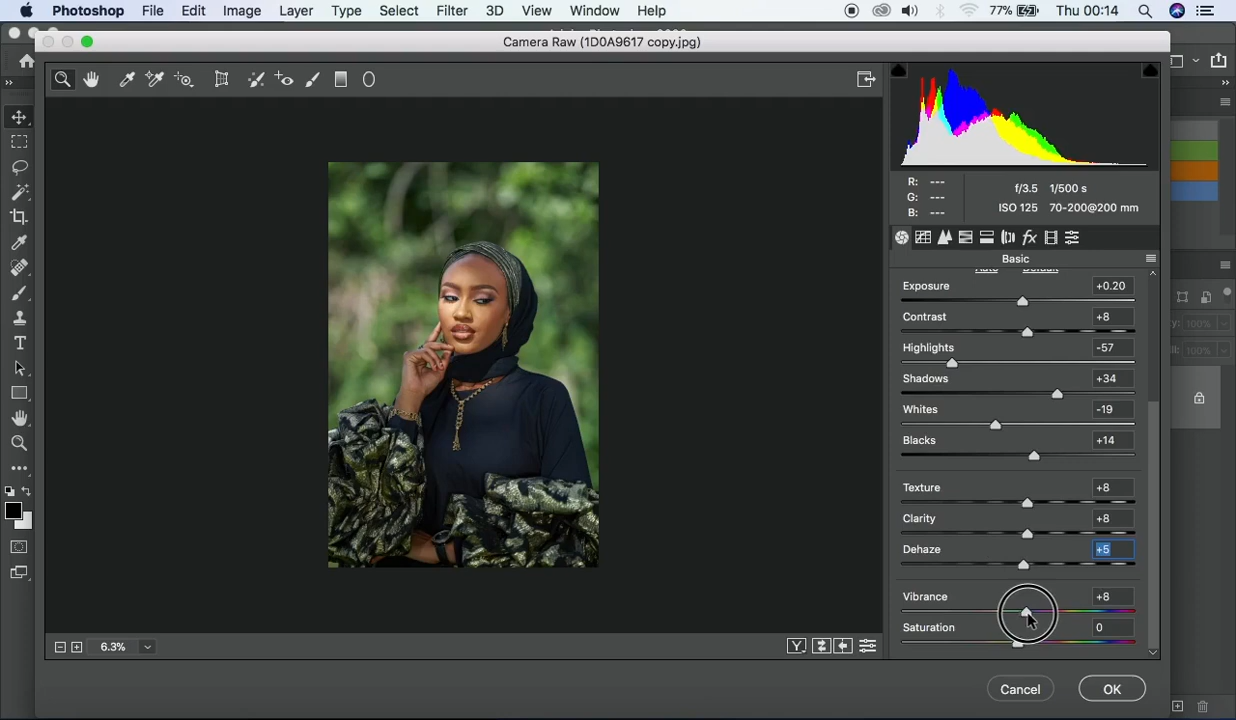 Photoshop File Edit Image Layer Type Select Filter 3D View Window Help 77% Thu 00:14
Camera Raw (1D0A9617 copy.jpg)
R: ---
G: ---
B: ---
f/3.5 1/500 s
ISO 125 70-200@200 mm
fx
Basic
Auto Default
Exposure +0.20
Contrast +8
Highlights -57
Shadows +34
Whites -19
Blacks +14
Texture +8
Clarity +8
Dehaze +5
Vibrance +8
Saturation 0
6.3%
Y
Cancel OK